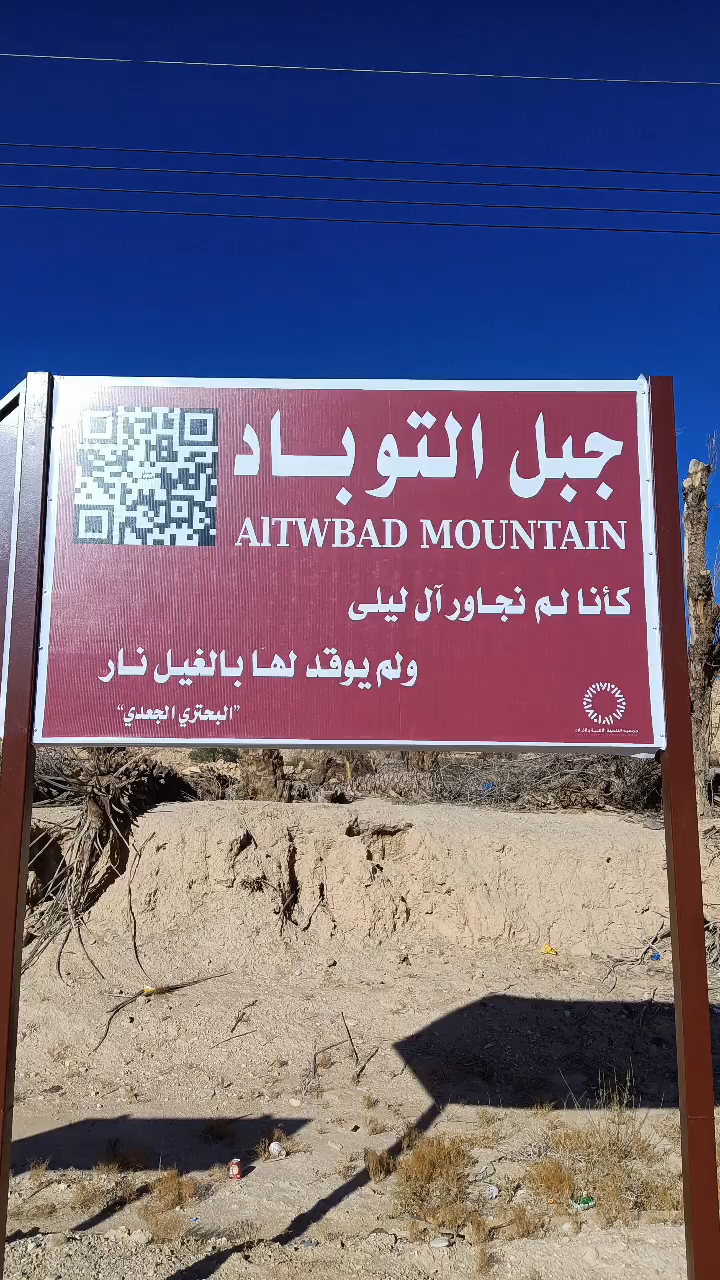 جبل التوباد
AlTWBAD MOUNTAIN
كأنا لم نجاور آل ليلى
ولم يوقد لها بالغيل نار
"البحتري الجعدي"